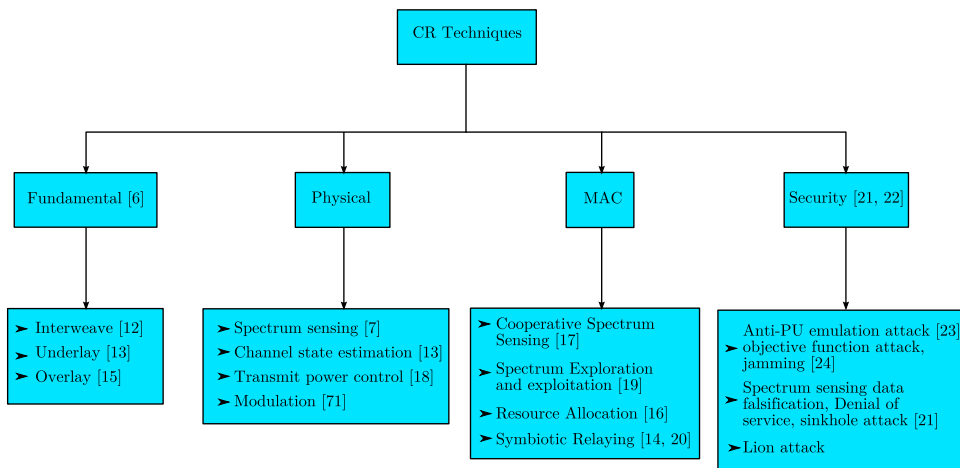 CR Techniques
Fundamental [6]
Physical
MAC
Security [21, 22]
Interweave [12]
Underlay [13]
Overlay [15]
Spectrum sensing [7]
Channel state estimation [13]
Transmit power control [18]
Modulation [71]
Cooperative Spectrum
Sensing [17]
Spectrum Exploration
and exploitation [19]
Resource Allocation [16]
Symbiotic Relaying [14, 20]
Anti-PU emulation attack [23]
objective function attack,
jamming [24]
Spectrum sensing data
falsification, Denial of
service, sinkhole attack [21]
Lion attack